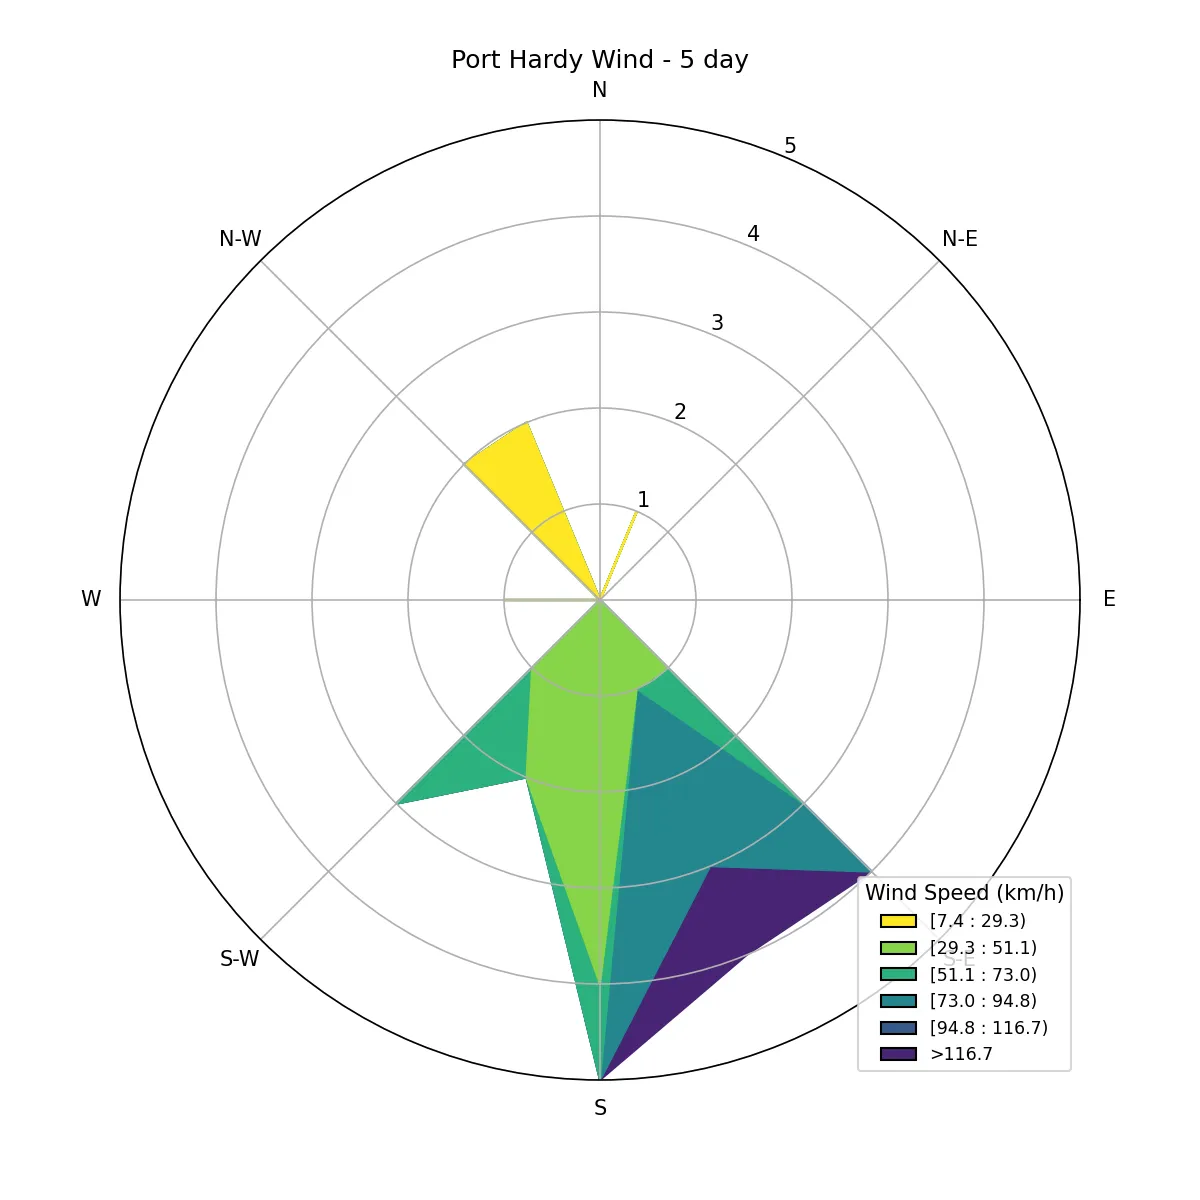 Port Hardy Wind - 5 day
N
5
N-W
N-E
4
3
2
1
W
E
Wind Speed (km/h)
[7.4 : 29.3)
[29.3 : 51.1)
S-W
S-E
[51.1 : 73.0)
[73.0 : 94.8)
[94.8 : 116.7)
>116.7
S